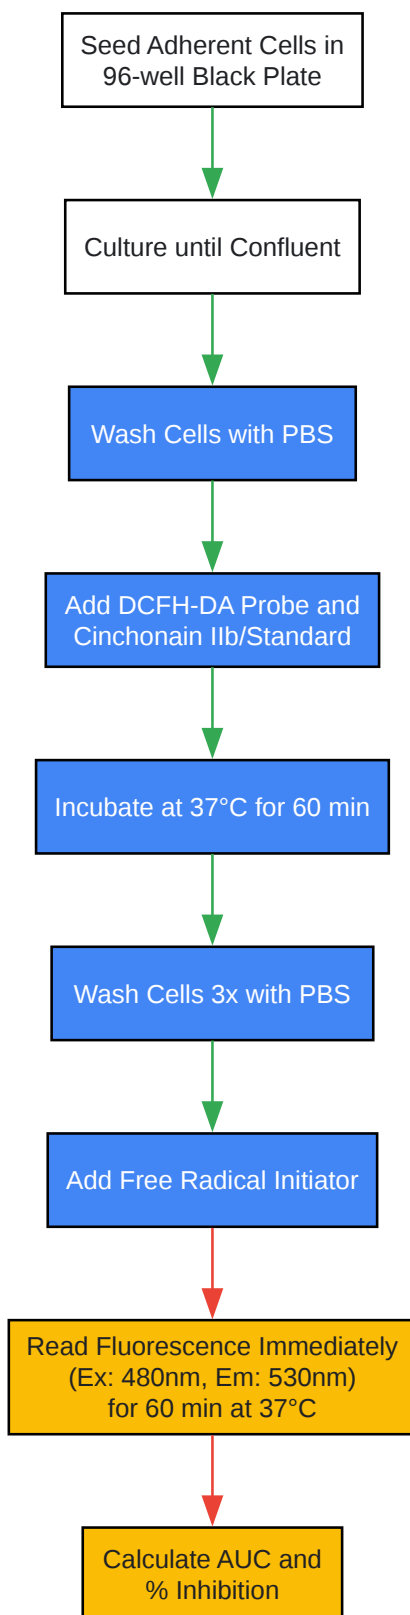 Seed Adherent Cells in
96-well Black Plate
Culture until Confluent
Wash Cells with PBS
Add DCFH-DA Probe and
Cinchonain IIb/Standard
Incubate at 37°C for 60 min
Wash Cells 3x with PBS
Add Free Radical Initiator
Read Fluorescence Immediately
(Ex: 480nm, Em: 530nm)
for 60 min at 37°C
Calculate AUC and
% Inhibition